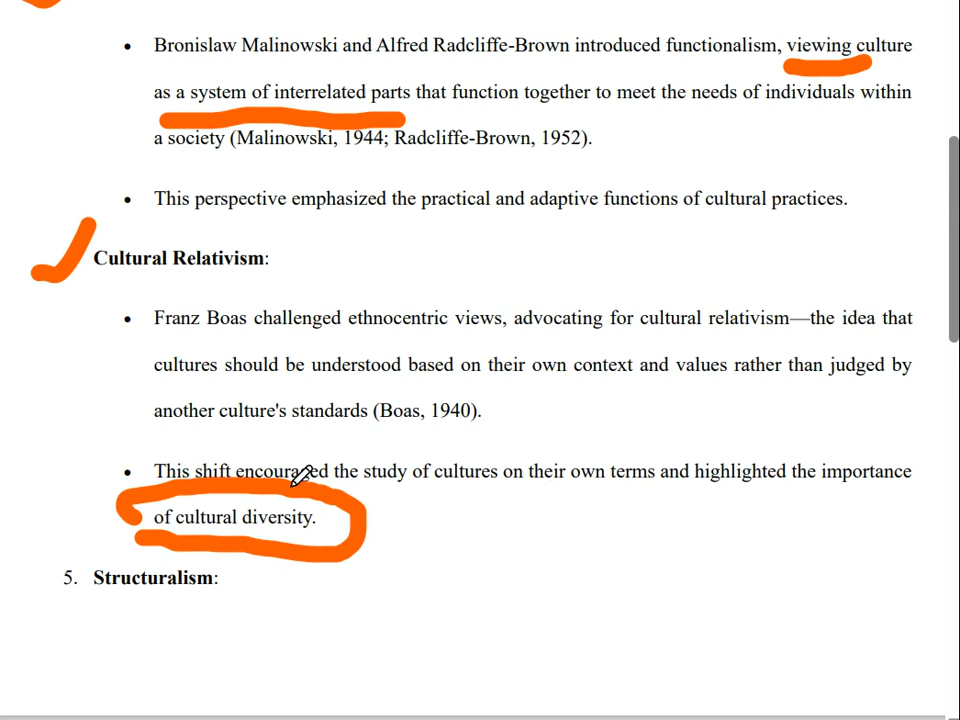 • Bronislaw Malinowski and Alfred Radcliffe-Brown introduced functionalism, viewing culture
as a system of interrelated parts that function together to meet the needs of individuals within
a society (Malinowski, 1944; Radcliffe-Brown, 1952).
• This perspective emphasized the practical and adaptive functions of cultural practices.
Cultural Relativism:
• Franz Boas challenged ethnocentric views, advocating for cultural relativism—the idea that
cultures should be understood based on their own context and values rather than judged by
another culture's standards (Boas, 1940).
• This shift encouraged the study of cultures on their own terms and highlighted the importance
of cultural diversity.
5. Structuralism: